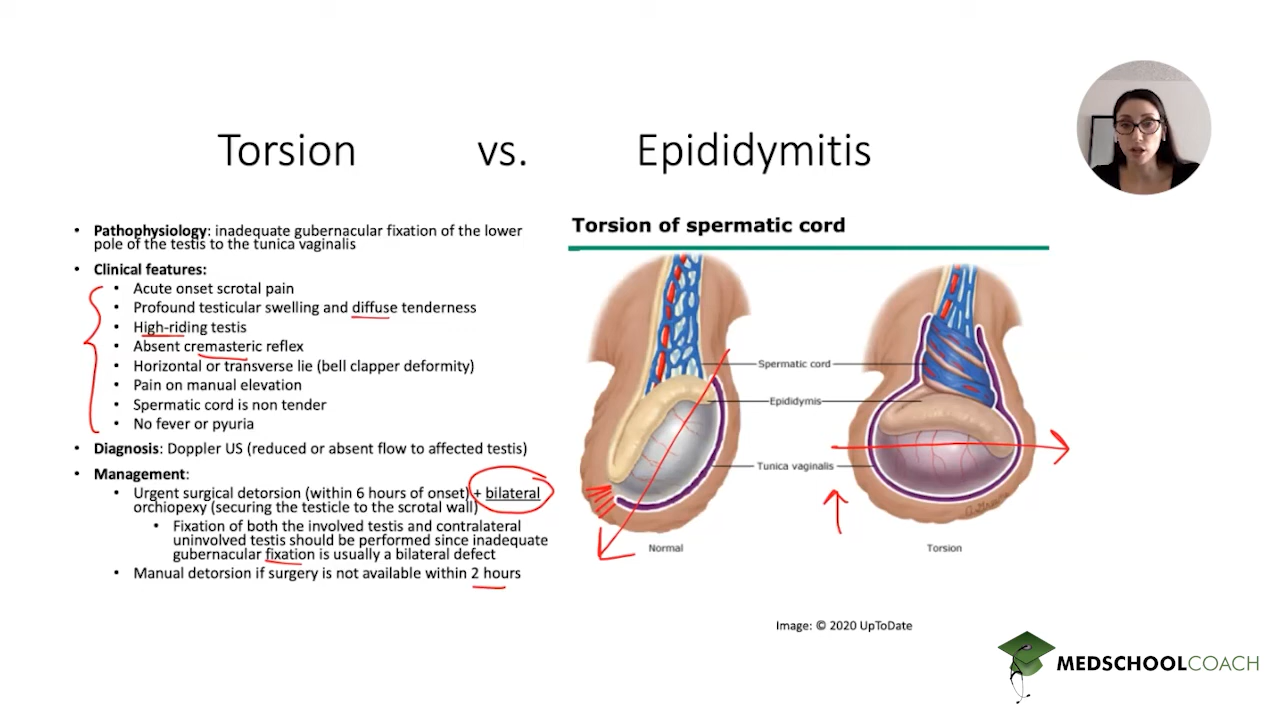 Torsion vs. Epididymitis
• Pathophysiology: inadequate gubernacular fixation of the lower
pole of the testis to the tunica vaginalis
• Clinical features:
• Acute onset scrotal pain
• Profound testicular swelling and diffuse tenderness
• High-riding testis
• Absent cremasteric reflex
• Horizontal or transverse lie (bell clapper deformity)
• Pain on manual elevation
• Spermatic cord is non tender
• No fever or pyuria
• Diagnosis: Doppler US (reduced or absent flow to affected testis)
• Management:
• Urgent surgical detorsion (within 6 hours of onset) + bilateral
orchiopexy (securing the testicle to the scrotal wall)
• Fixation of both the involved testis and contralateral
uninvolved testis should be performed since inadequate
gubernacular fixation is usually a bilateral defect
• Manual detorsion if surgery is not available within 2 hours
Torsion of spermatic cord
Spermatic cord
Epididymis
Tunica vaginalis
Normal
Torsion
Image: © 2020 UpToDate
MEDSCHOOLCOACH